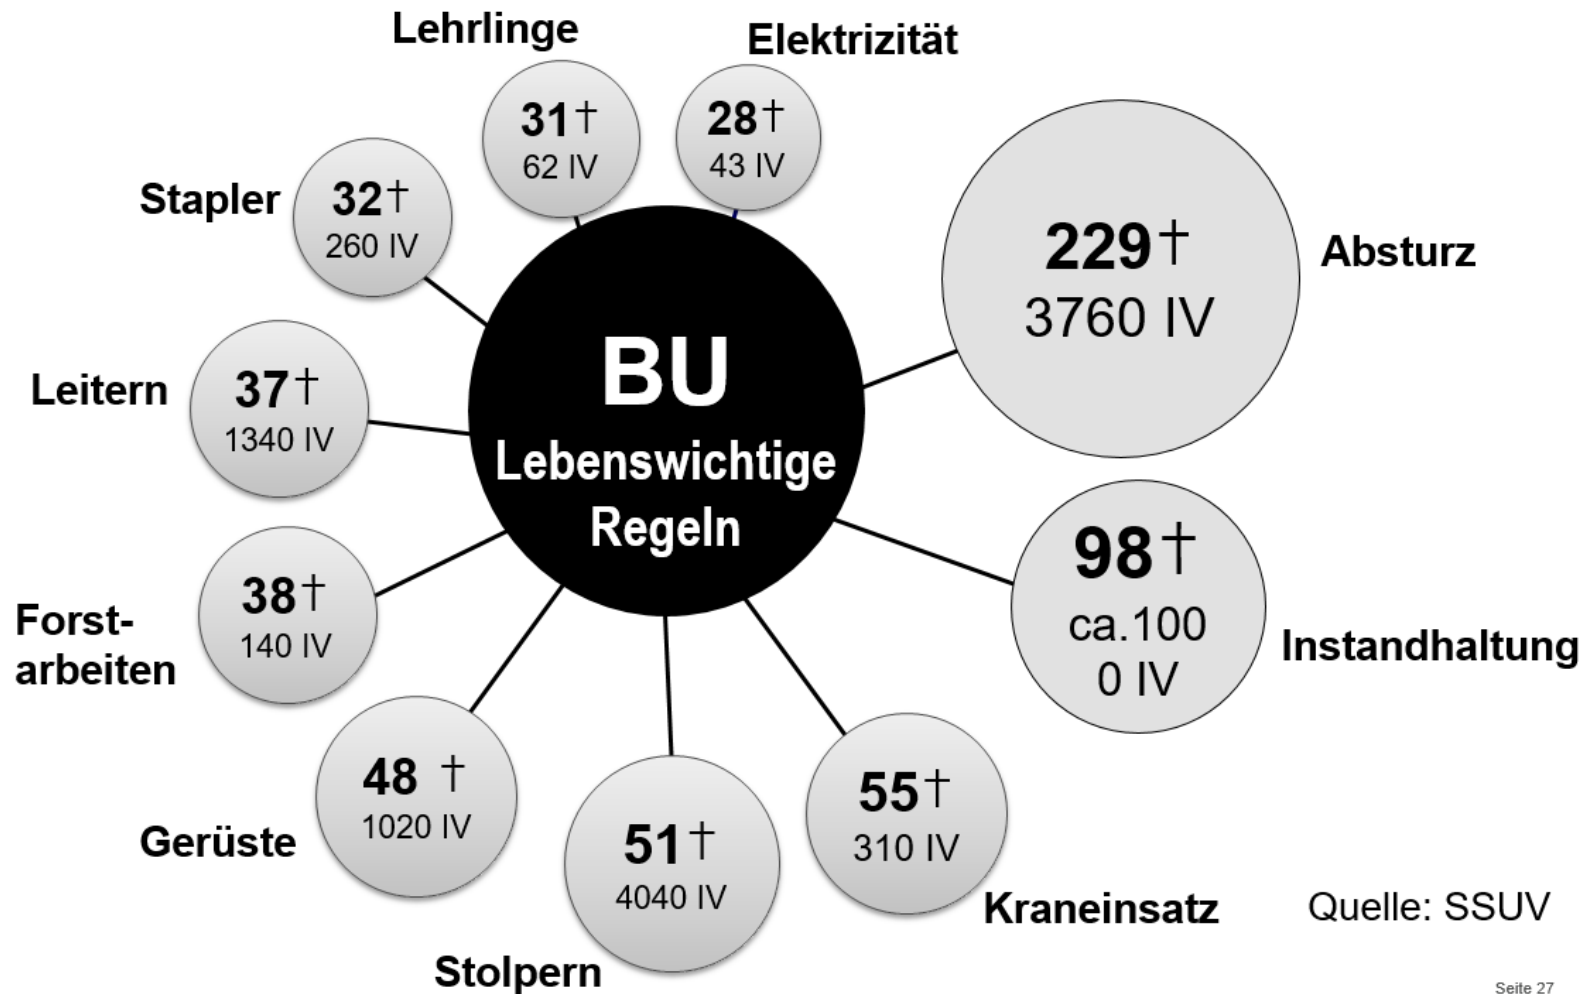 Lehrlinge
31†
62 IV
Elektrizität
28†
43 IV
Absturz
229†
3760 IV
Instandhaltung
98†
ca.100
0 IV
Kraneinsatz
55†
310 IV
Stolpern
51†
4040 IV
Gerüste
48 †
1020 IV
Forst-
arbeiten
38†
140 IV
Leitern
37†
1340 IV
Stapler
32†
260 IV
BU
Lebenswichtige
Regeln
Quelle: SSUV
Seite 27